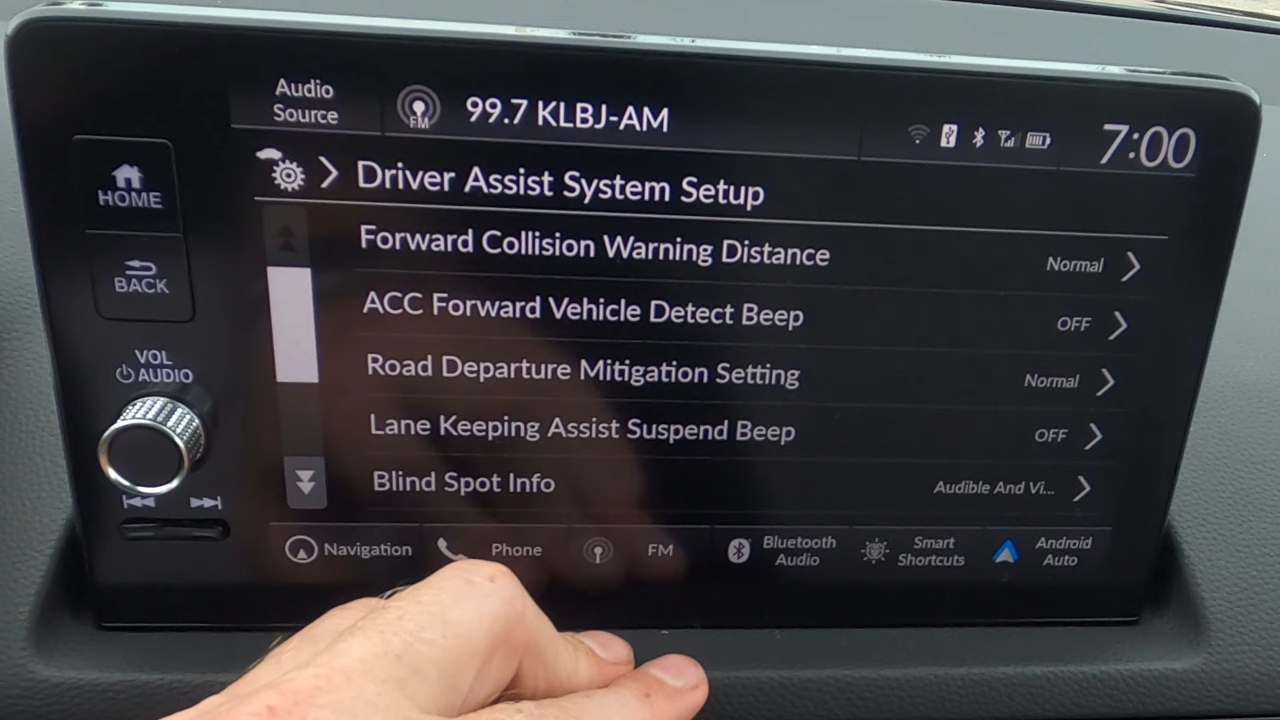 Audio
Source
FM
99.7 KLBJ-AM
7:00
HOME
BACK
VOL
AUDIO
Driver Assist System Setup
Forward Collision Warning Distance
Normal
ACC Forward Vehicle Detect Beep
OFF
Road Departure Mitigation Setting
Normal
Lane Keeping Assist Suspend Beep
OFF
Blind Spot Info
Audible And Vi...
Navigation
Phone
FM
Bluetooth
Audio
Smart
Shortcuts
Android
Auto